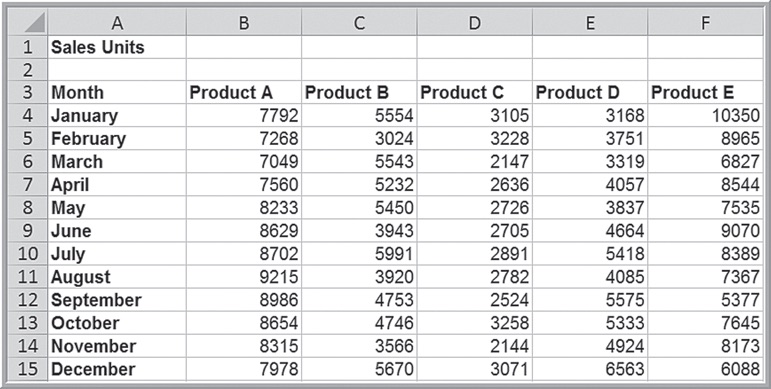 A B C D E F
1 Sales Units
2
3 Month Product A Product B Product C Product D Product E
4 January 7792 5554 3105 3168 10350
5 February 7268 3024 3228 3751 8965
6 March 7049 5543 2147 3319 6827
7 April 7560 5232 2636 4057 8544
8 May 8233 5450 2726 3837 7535
9 June 8629 3943 2705 4664 9070
10 July 8702 5991 2891 5418 8389
11 August 9215 3920 2782 4085 7367
12 September 8986 4753 2524 5575 5377
13 October 8654 4746 3258 5333 7645
14 November 8315 3566 2144 4924 8173
15 December 7978 5670 3071 6563 6088